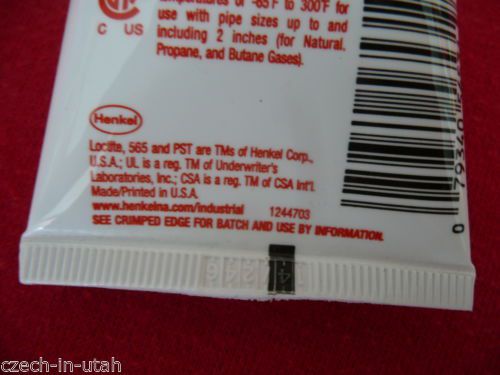 temperatures of -65°F to 300°F for
use with pipe sizes up to and
including 2 inches (for Natural,
Propane, and Butane Gases).
C US
Henkel
Loctite, 565 and PST are TMs of Henkel Corp.,
U.S.A.; UL is a reg. TM of Underwriter's
Laboratories, Inc.; CSA is a reg. TM of CSA Int'l.
Made/Printed in U.S.A.
www.henkelna.com/industrial 1244703
SEE CRIMPED EDGE FOR BATCH AND USE BY INFORMATION.
0 79340
czech-in-utah